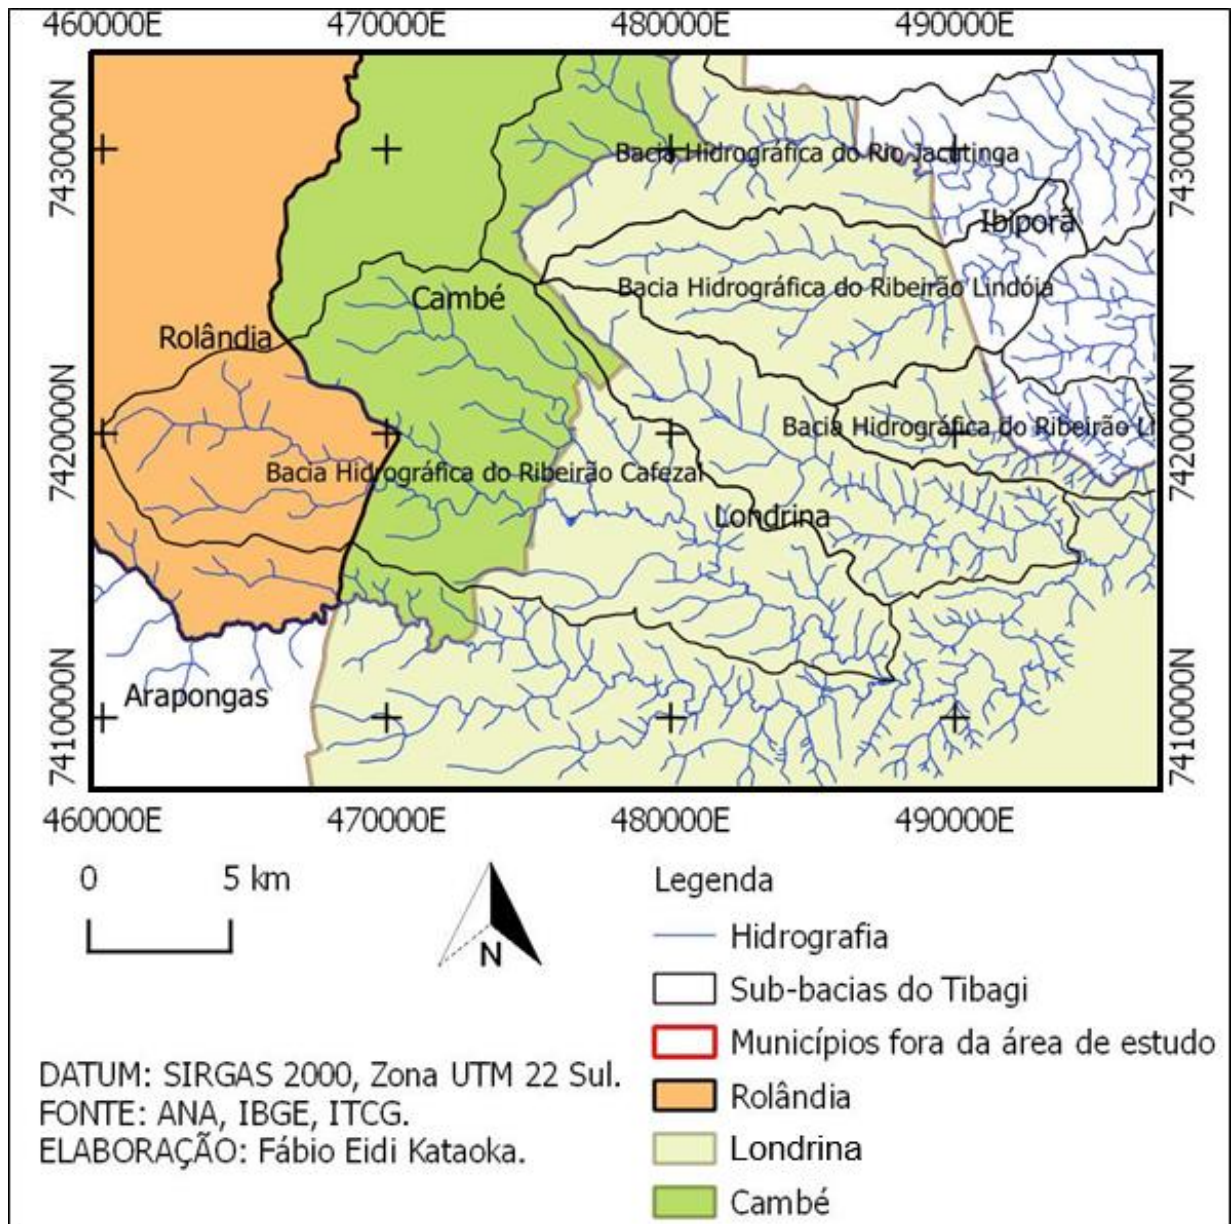 460000E 470000E 480000E 490000E
7430000N 7430000N
Bacia Hidrográfica do Rio Jacutinga
Ibiporã
Bacia Hidrográfica do Ribeirão Lindóia
Cambé
Rolândia
7420000N 7420000N
Bacia Hidrográfica do Ribeirão Li
Bacia Hidrográfica do Ribeirão Cafezal
Londrina
Arapongas
7410000N 7410000N
460000E 470000E 480000E 490000E
0 5 km
N
Legenda
Hidrografia
Sub-bacias do Tibagi
Municípios fora da área de estudo
Rolândia
Londrina
Cambé
DATUM: SIRGAS 2000, Zona UTM 22 Sul.
FONTE: ANA, IBGE, ITCG.
ELABORAÇÃO: Fábio Eidi Kataoka.